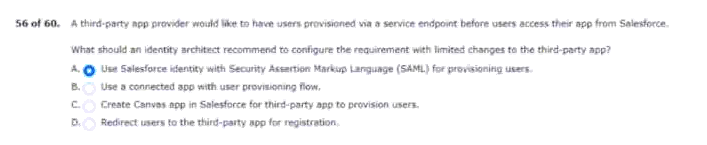 56 of 60. A third-party app provider would like to have users provisioned via a service endpoint before users access their app from Salesforce.
What should an identity architect recommend to configure the requirement with limited changes to the third-party app?
A. Use Salesforce identity with Security Assertion Markup Language (SAML) for provisioning users.
B. Use a connected app with user provisioning flow.
C. Create Canvas app in Salesforce for third-party app to provision users.
D. Redirect users to the third-party app for registration.